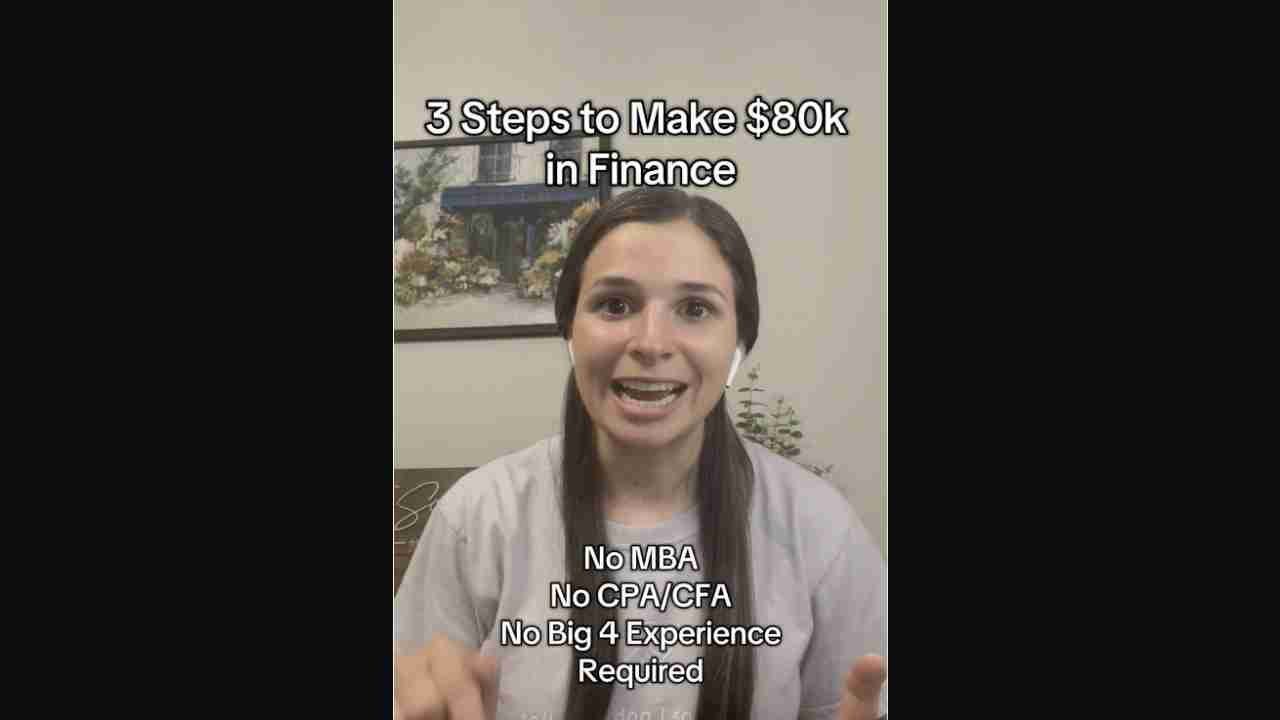 3 Steps to Make $80k
in Finance
No MBA
No CPA/CFA
No Big 4 Experience
Required